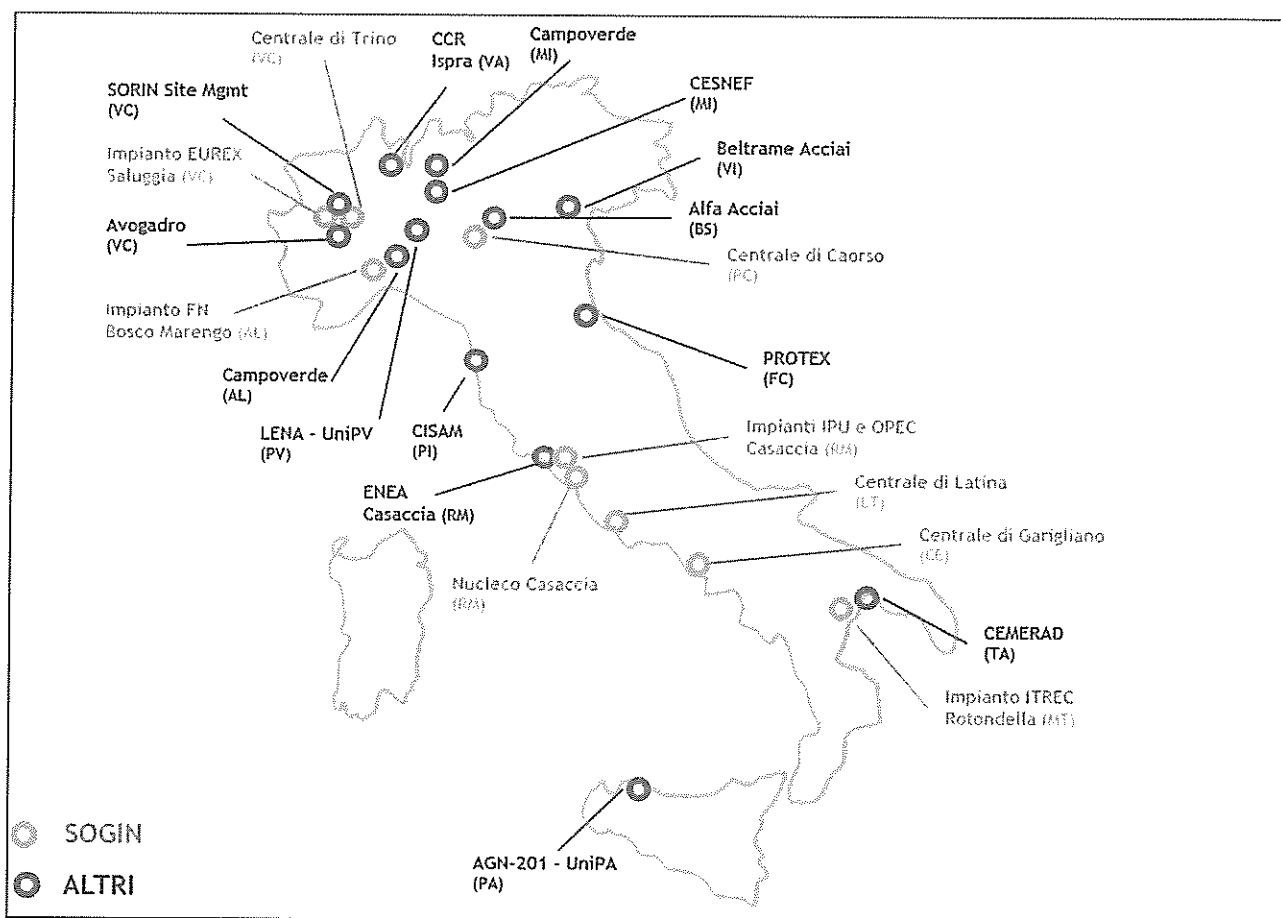 Centrale di Trino
(VC)
CCR
Ispra (VA)
Campoverde
(MI)
SORIN Site Mgmt
(VC)
CESNEF
(MI)
Impianto EUREX
Saluggia (VC)
Beltrame Acciai
(VI)
Avogadro
(VC)
Alfa Acciai
(BS)
Centrale di Caorso
(PC)
Impianto FN
Bosco Marengo (AL)
PROTEX
(FC)
Campoverde
(AL)
LENA - UniPV
(PV)
CISAM
(PI)
Impianti IPU e OPEC
Casaccia (RM)
ENEA
Casaccia (RM)
Centrale di Latina
(LT)
Centrale di Garigliano
(CE)
Nucleco Casaccia
(RM)
CEMERAD
(TA)
Impianto ITREC
Rotondella (MT)
AGN-201 - UniPA
(PA)
SOGIN
ALTRI